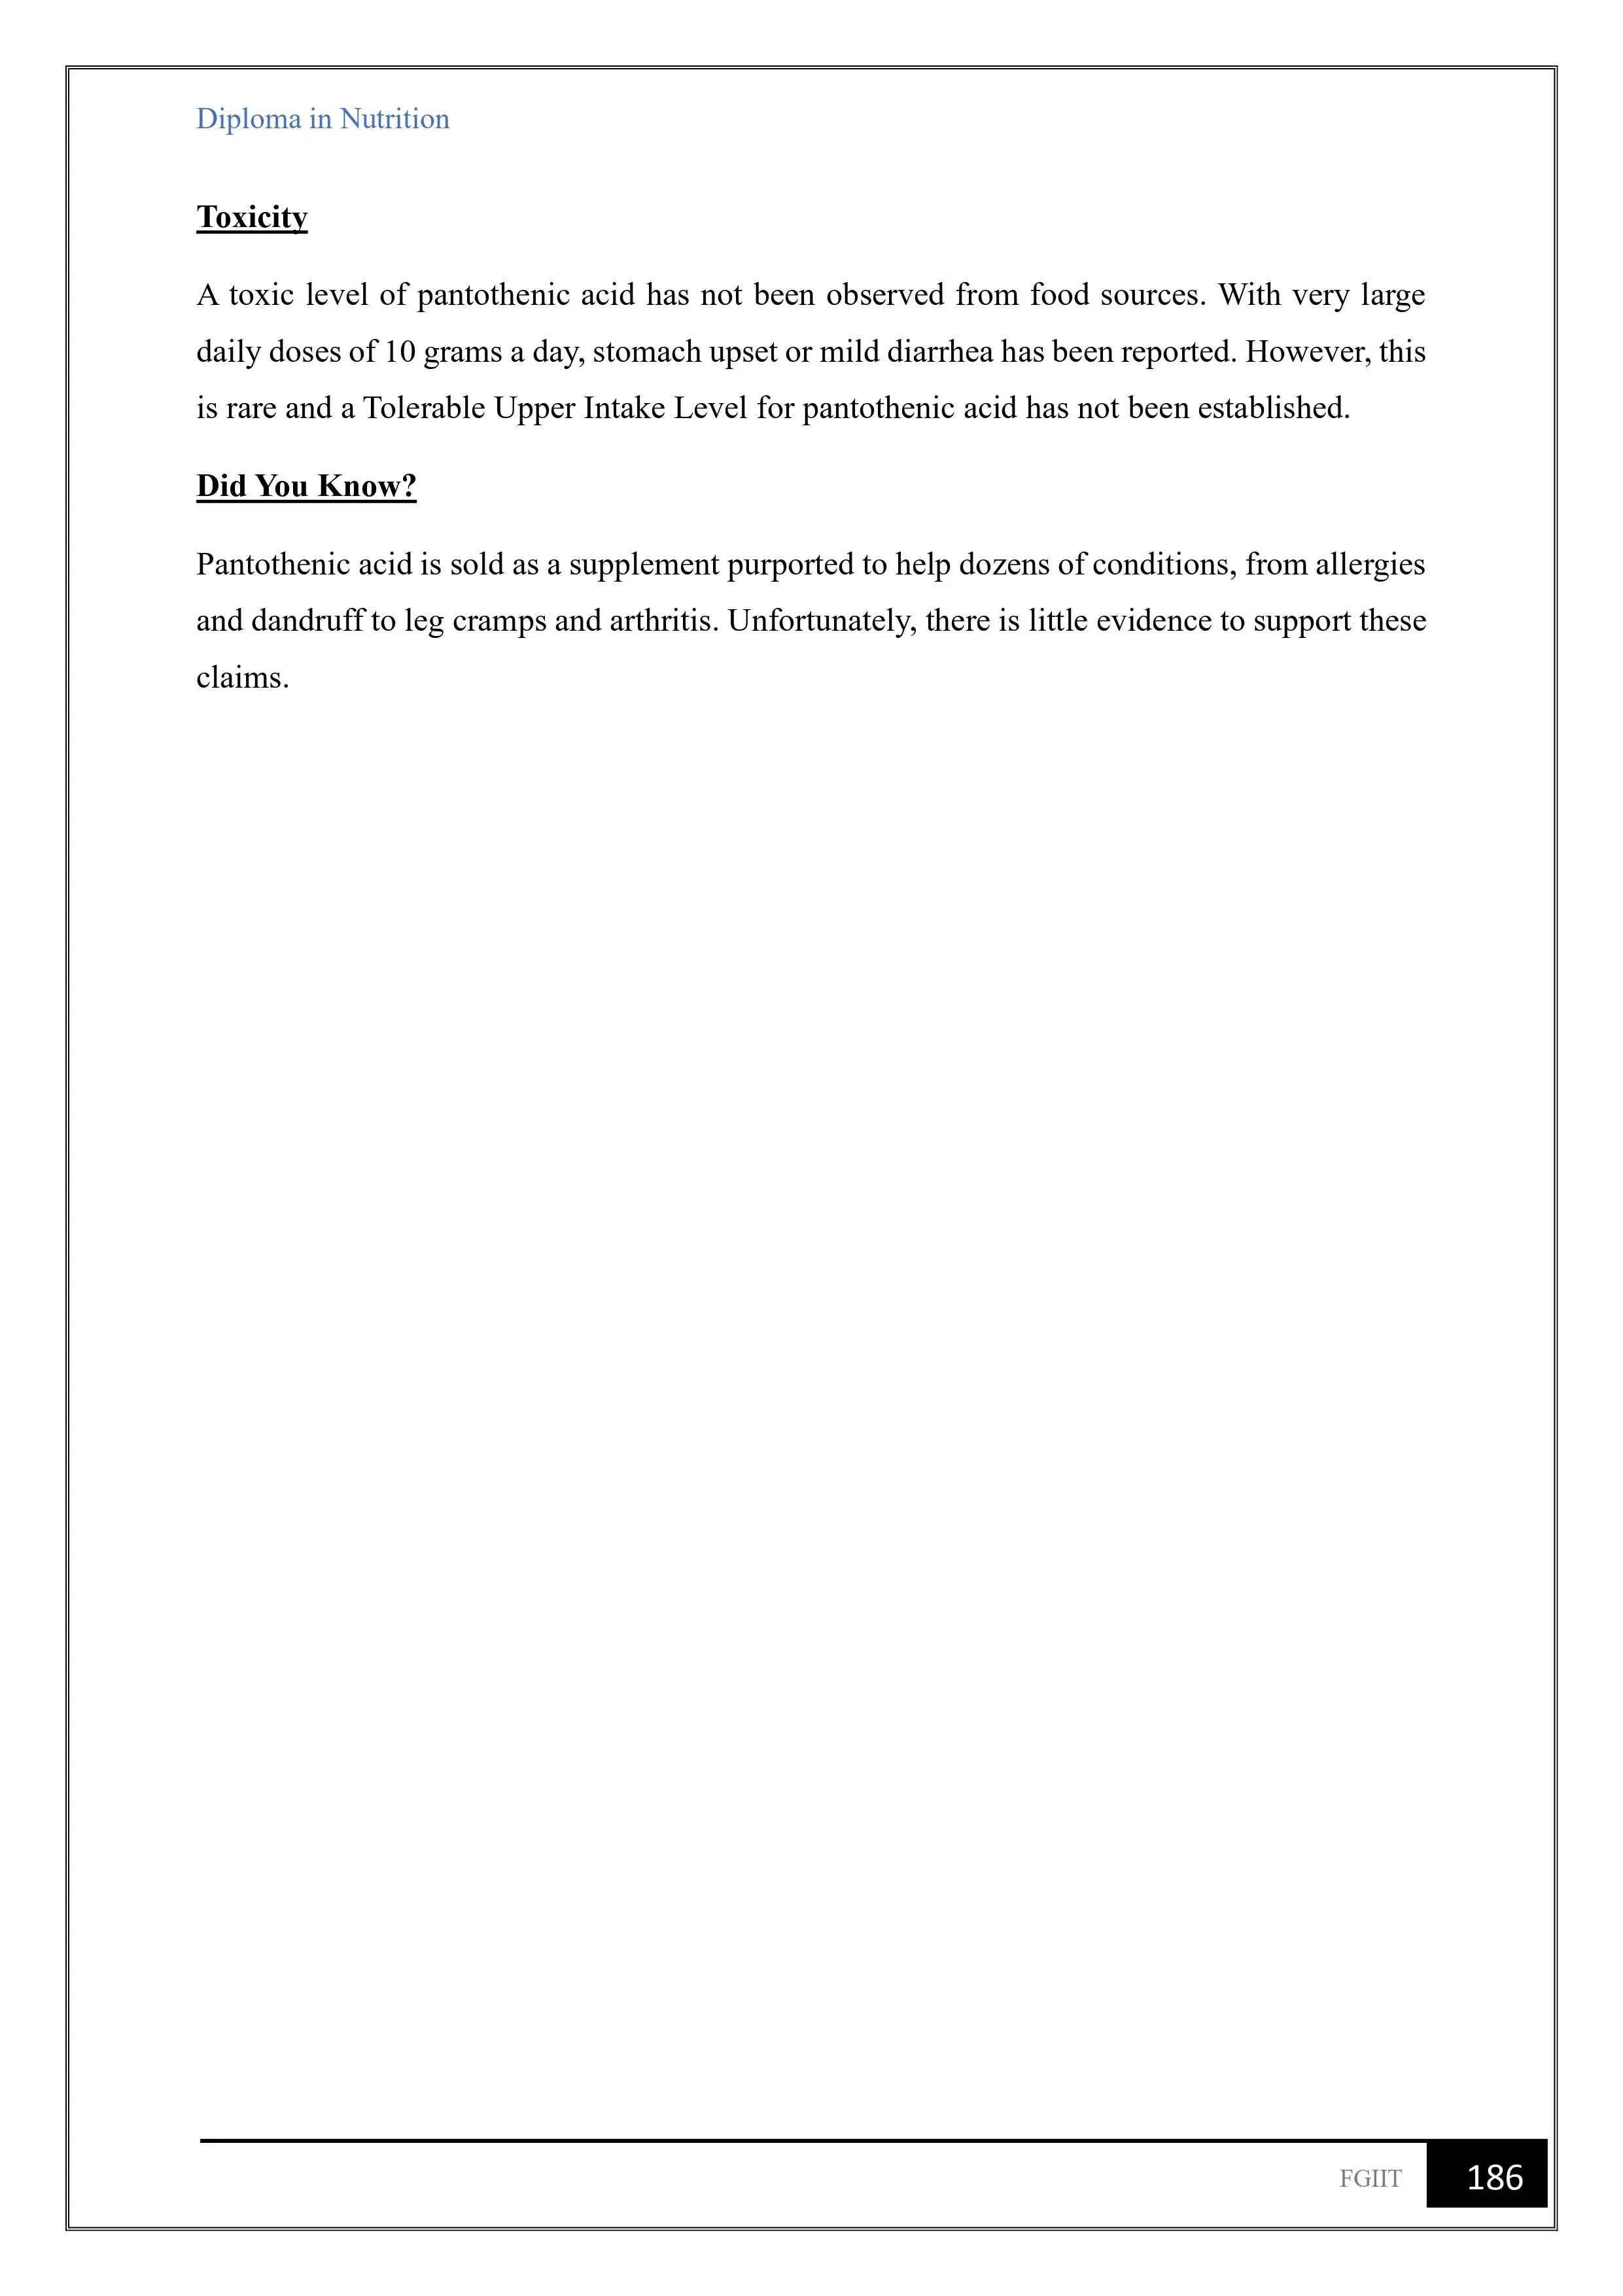 Diploma in Nutrition
Toxicity
A toxic level of pantothenic acid has not been observed from food sources. With very large
daily doses of 10 grams a day, stomach upset or mild diarrhea has been reported. However, this
is rare and a Tolerable Upper Intake Level for pantothenic acid has not been established.
Did You Know?
Pantothenic acid is sold as a supplement purported to help dozens of conditions, from allergies
and dandruff to leg cramps and arthritis. Unfortunately, there is little evidence to support these
claims.
FGIIT 186